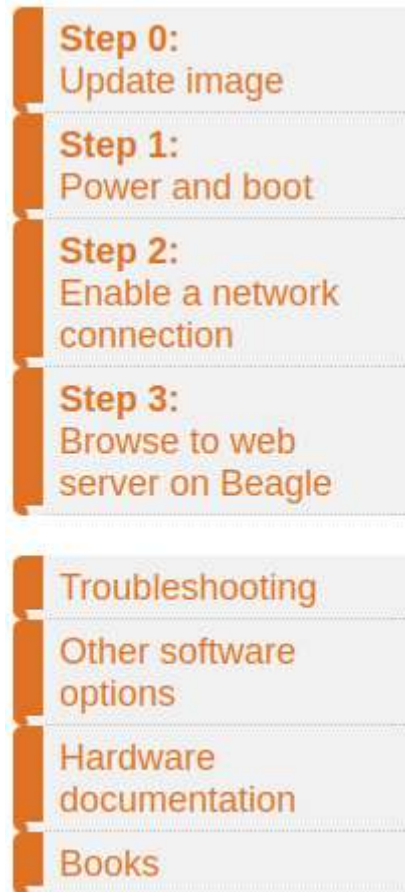 Step 0:
Update image
Step 1:
Power and boot
Step 2:
Enable a network
connection
Step 3:
Browse to web
server on Beagle
Troubleshooting
Other software
options
Hardware
documentation
Books